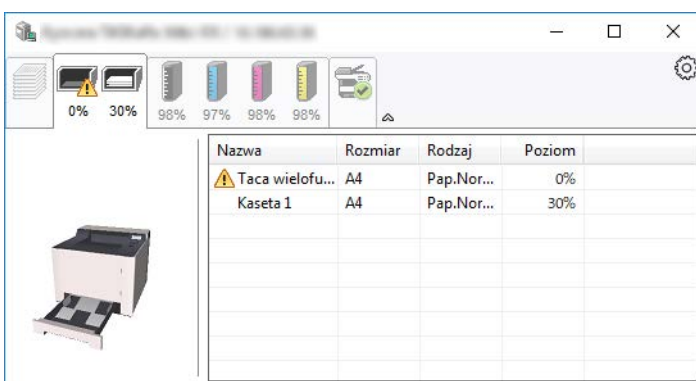 0% 30% 98% 97% 98% 98%
Nazwa Rozmiar Rodzaj Poziom
Taca wielofu... A4 Pap.Nor... 0%
Kaseta 1 A4 Pap.Nor... 30%